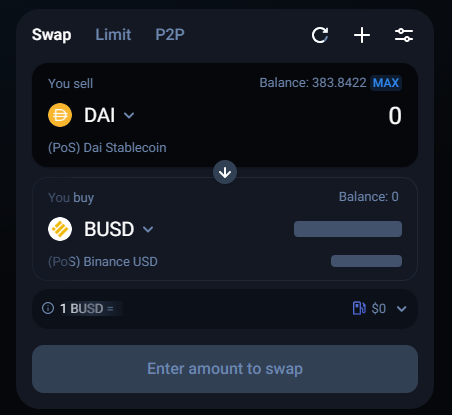 Swap Limit P2P
You sell Balance: 383.8422 MAX
DAI 0
(PoS) Dai Stablecoin
You buy Balance: 0
BUSD
(PoS) Binance USD
1 BUSD = $0
Enter amount to swap